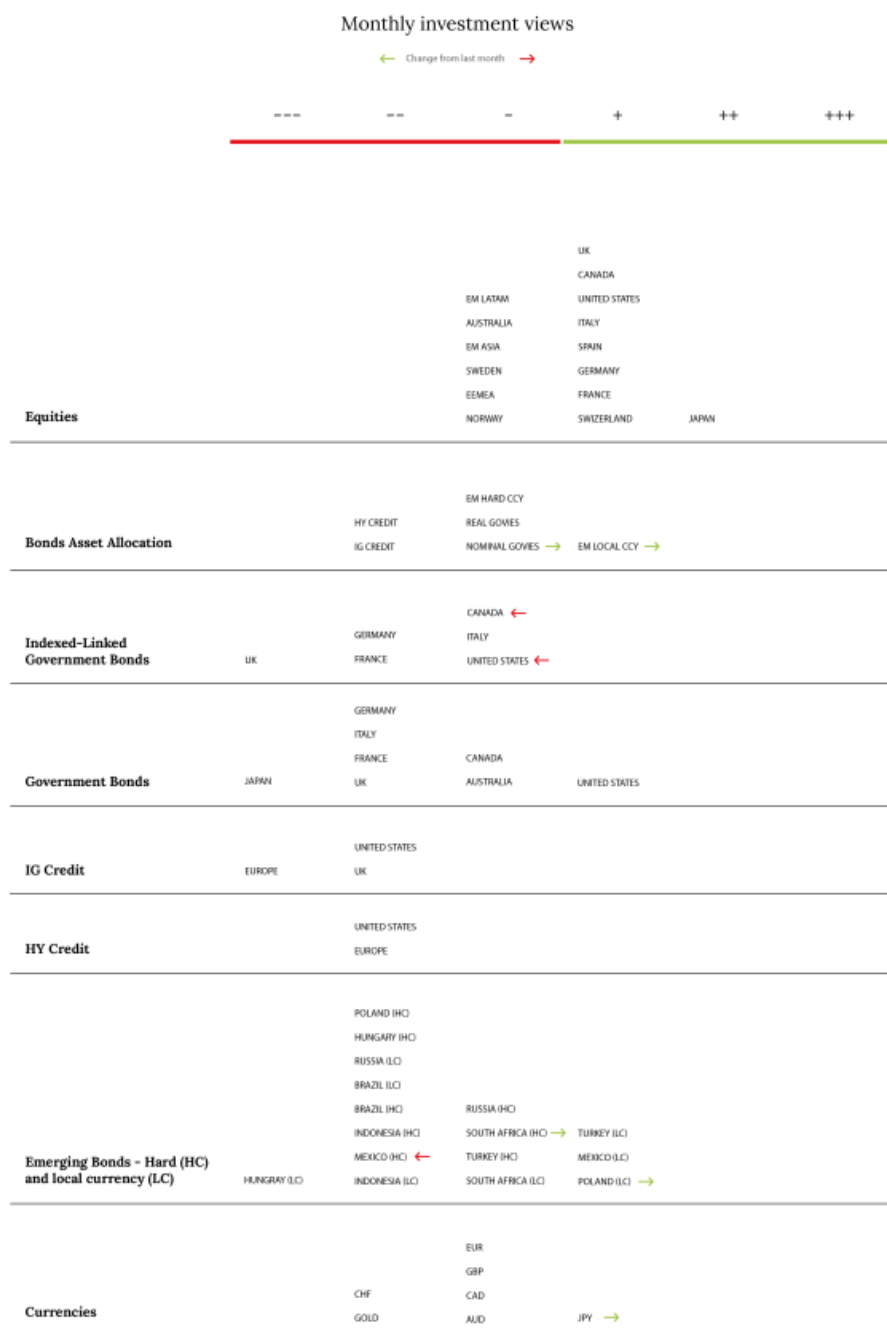 Monthly investment views
← Change from last month →
--- -- - + ++ +++
UK
CANADA
EM LATAM UNITED STATES
AUSTRALIA ITALY
EM ASIA SPAIN
SWEDEN GERMANY
EEMEA FRANCE
Equities NORWAY SWIZERLAND JAPAN
EM HARD CCY
HY CREDIT REAL GOVIES
Bonds Asset Allocation IG CREDIT NOMINAL GOVIES → EM LOCAL CCY →
CANADA ←
GERMANY ITALY
Indexed-Linked
Government Bonds UK FRANCE UNITED STATES ←
GERMANY
ITALY
FRANCE CANADA
Government Bonds JAPAN UK AUSTRALIA UNITED STATES
UNITED STATES
IG Credit EUROPE UK
UNITED STATES
HY Credit EUROPE
POLAND (HC)
HUNGARY (HC)
RUSSIA (LC)
BRAZIL (LC)
BRAZIL (HC) RUSSIA (HC)
INDONESIA (HC) SOUTH AFRICA (HC) → TURKEY (LC)
Emerging Bonds - Hard (HC) MEXICO (HC) ← TURKEY (HC) MEXICO (LC)
and local currency (LC) HUNGRAY (LC) INDONESIA (LC) SOUTH AFRICA (LC) POLAND (LC) →
EUR
GBP
CHF CAD
Currencies GOLD AUD JPY →